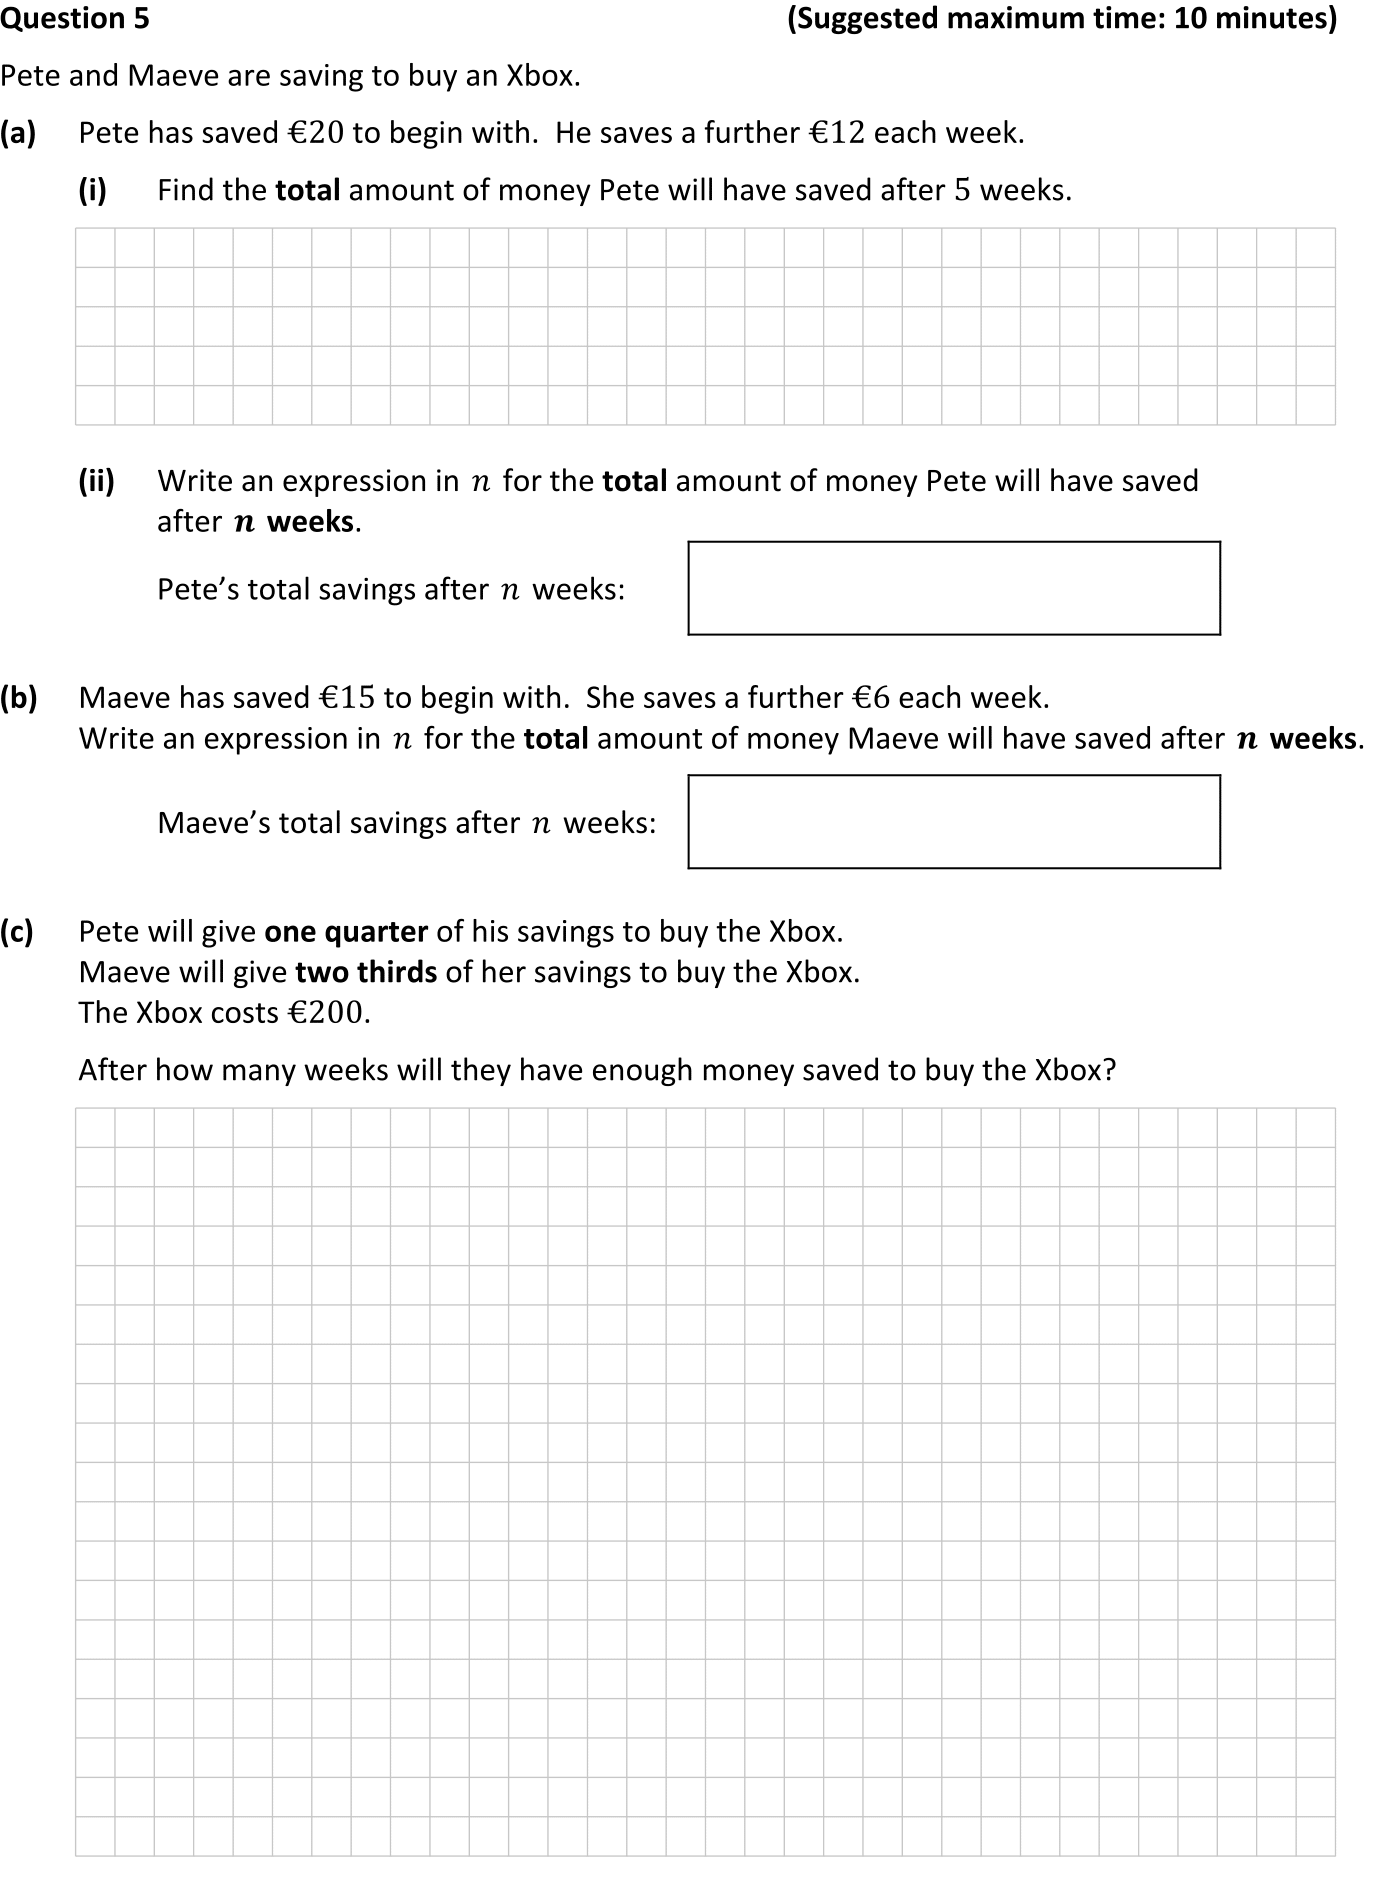 Question 5 (Suggested maximum time: 10 minutes)
Pete and Maeve are saving to buy an Xbox.
(a) Pete has saved €20 to begin with. He saves a further €12 each week.
(i) Find the total amount of money Pete will have saved after 5 weeks.
(ii) Write an expression in n for the total amount of money Pete will have saved
after n weeks.
Pete’s total savings after n weeks:
(b) Maeve has saved €15 to begin with. She saves a further €6 each week.
Write an expression in n for the total amount of money Maeve will have saved after n weeks.
Maeve’s total savings after n weeks:
(c) Pete will give one quarter of his savings to buy the Xbox.
Maeve will give two thirds of her savings to buy the Xbox.
The Xbox costs €200.
After how many weeks will they have enough money saved to buy the Xbox?